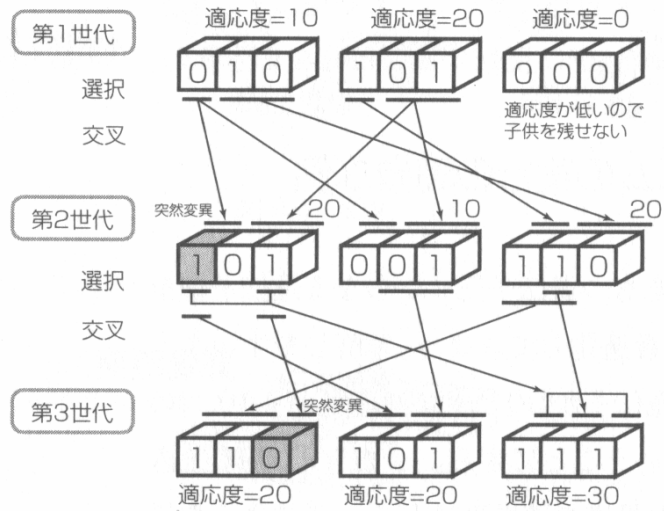 適応度=10 適応度=20 適応度=0
第1世代
0 1 0 1 0 1 0 0 0
選択
適応度が低いので
子供を残せない
交叉
突然変異 20 10 20
第2世代
1 0 1 0 0 1 1 1 0
選択
交叉
突然変異
第3世代
1 1 0 1 0 1 1 1 1
適応度=20 適応度=20 適応度=30